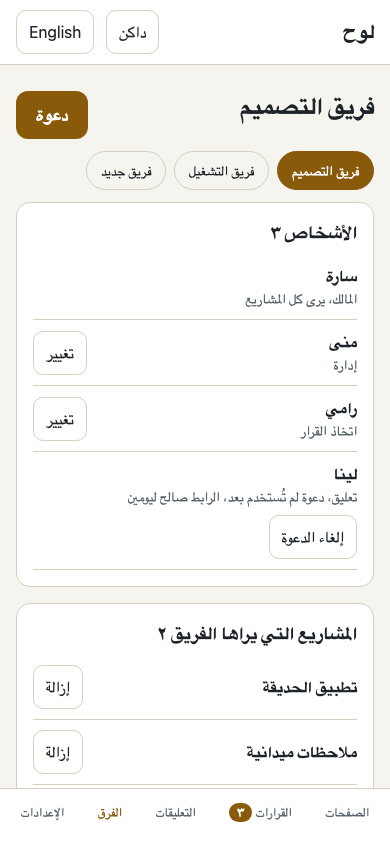 لوح
داكن
English
فريق التصميم
دعوة
فريق التصميم
فريق التشغيل
فريق جديد
الأشخاص ٣
سارة
المالك، يرى كل المشاريع
منى
إدارة
تغيير
رامي
اتخاذ القرار
تغيير
لينا
تعليق، دعوة لم تُستخدم بعد، الرابط صالح ليومين
إلغاء الدعوة
المشاريع التي يراها الفريق ٢
تطبيق الحديقة
إزالة
ملاحظات ميدانية
إزالة
الصفحات
القرارات ٣
التعليقات
الفرق
الإعدادات